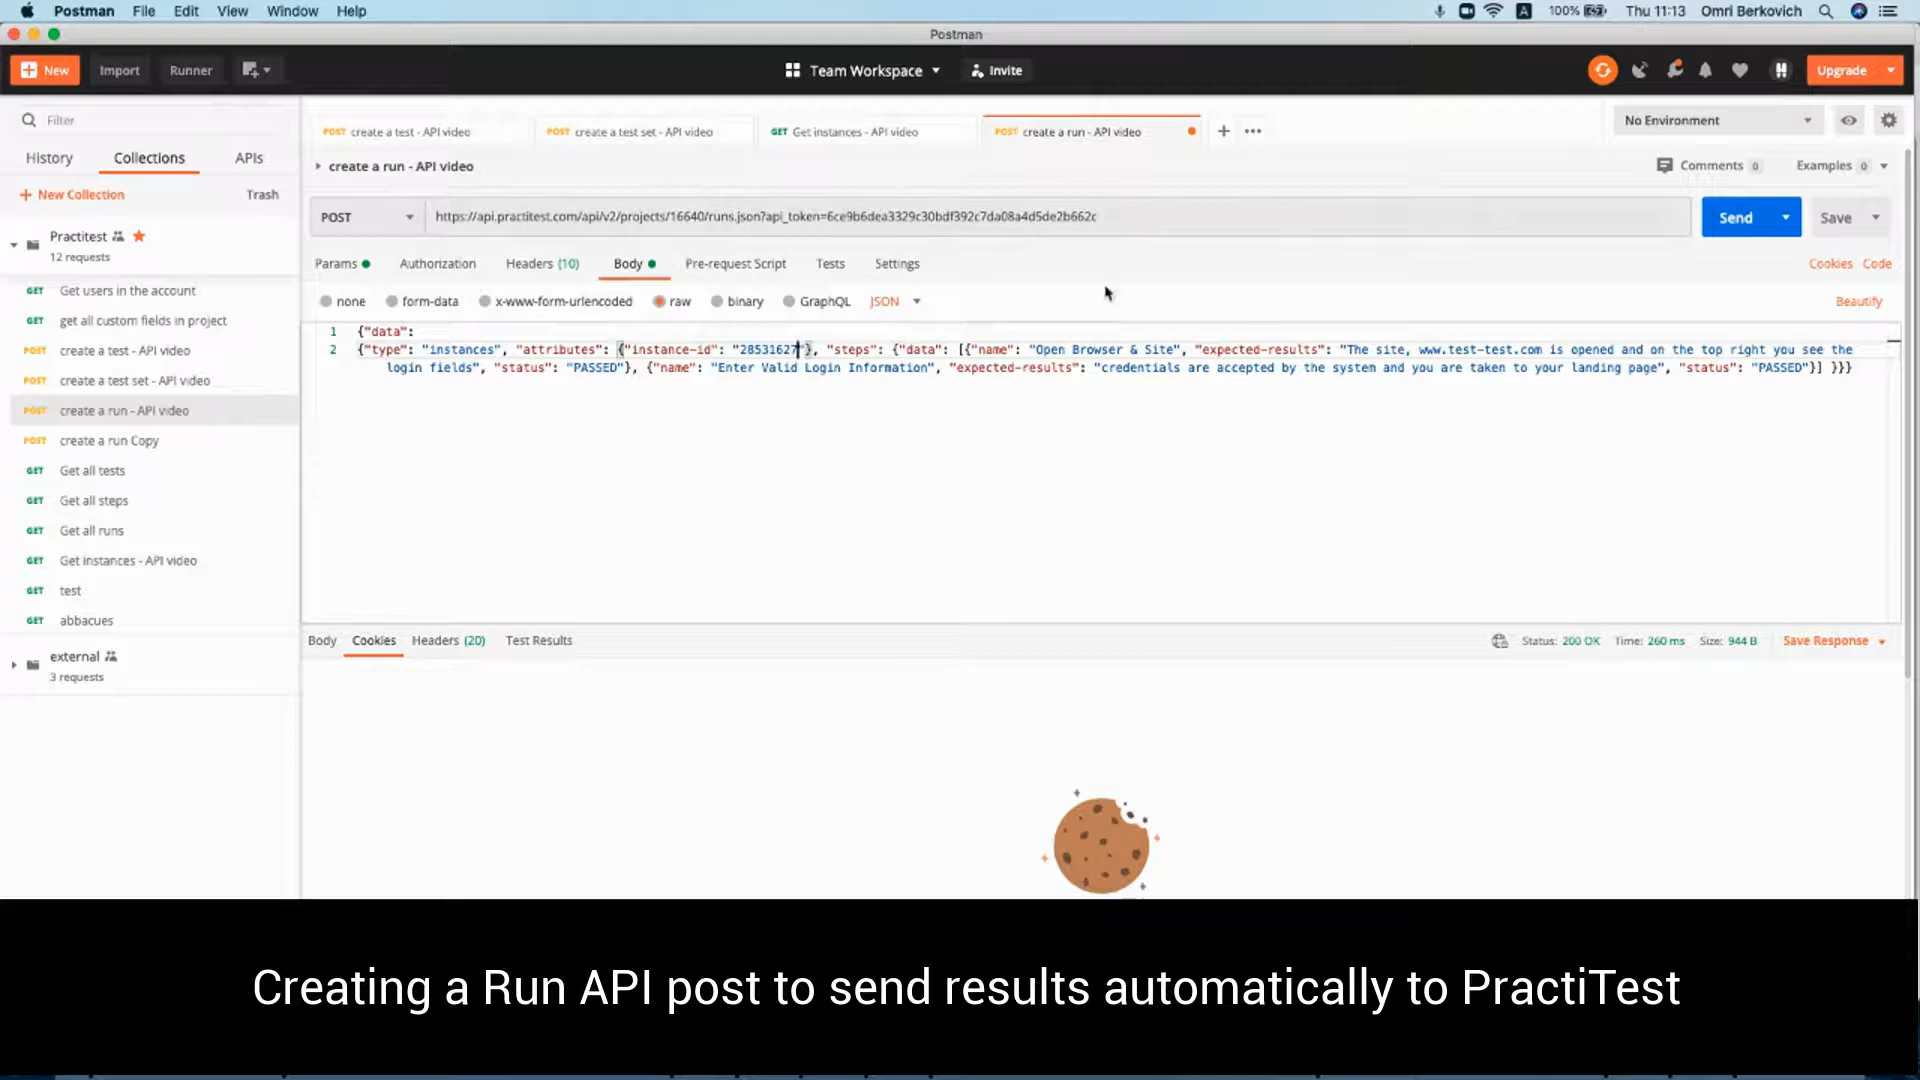 Postman File Edit View Window Help 100% Thu 11:13 Omri Berkovich
Postman
New Import Runner Team Workspace Invite Upgrade
Filter
POST create a test - API video POST create a test set - API video GET Get instances - API video POST create a run - API video No Environment
History Collections APIs
create a run - API video Comments 0 Examples 0
New Collection Trash
POST https://api.practitest.com/api/v2/projects/16640/runs.json?api_token=6ce9b6dea3329c30bdf392c7da08a4d5de2b662c Send Save
Practitest
12 requests
Params Authorization Headers (10) Body Pre-request Script Tests Settings Cookies Code
GET Get users in the account
none form-data x-www-form-urlencoded raw binary GraphQL JSON Beautify
GET get all custom fields in project
POST create a test - API video
POST create a test set - API video
POST create a run - API video
POST create a run Copy
GET Get all tests
GET Get all steps
GET Get all runs
GET Get instances - API video
GET test
GET abbacues
external
3 requests
1 {"data":
2 {"type": "instances", "attributes": {"instance-id": "28531627"}, "steps": {"data": [{"name": "Open Browser & Site", "expected-results": "The site, www.test-test.com is opened and on the top right you see the
login fields", "status": "PASSED"}, {"name": "Enter Valid Login Information", "expected-results": "credentials are accepted by the system and you are taken to your landing page", "status": "PASSED"}] }}}
Body Cookies Headers (20) Test Results Status: 200 OK Time: 260 ms Size: 944 B Save Response
Creating a Run API post to send results automatically to PractiTest